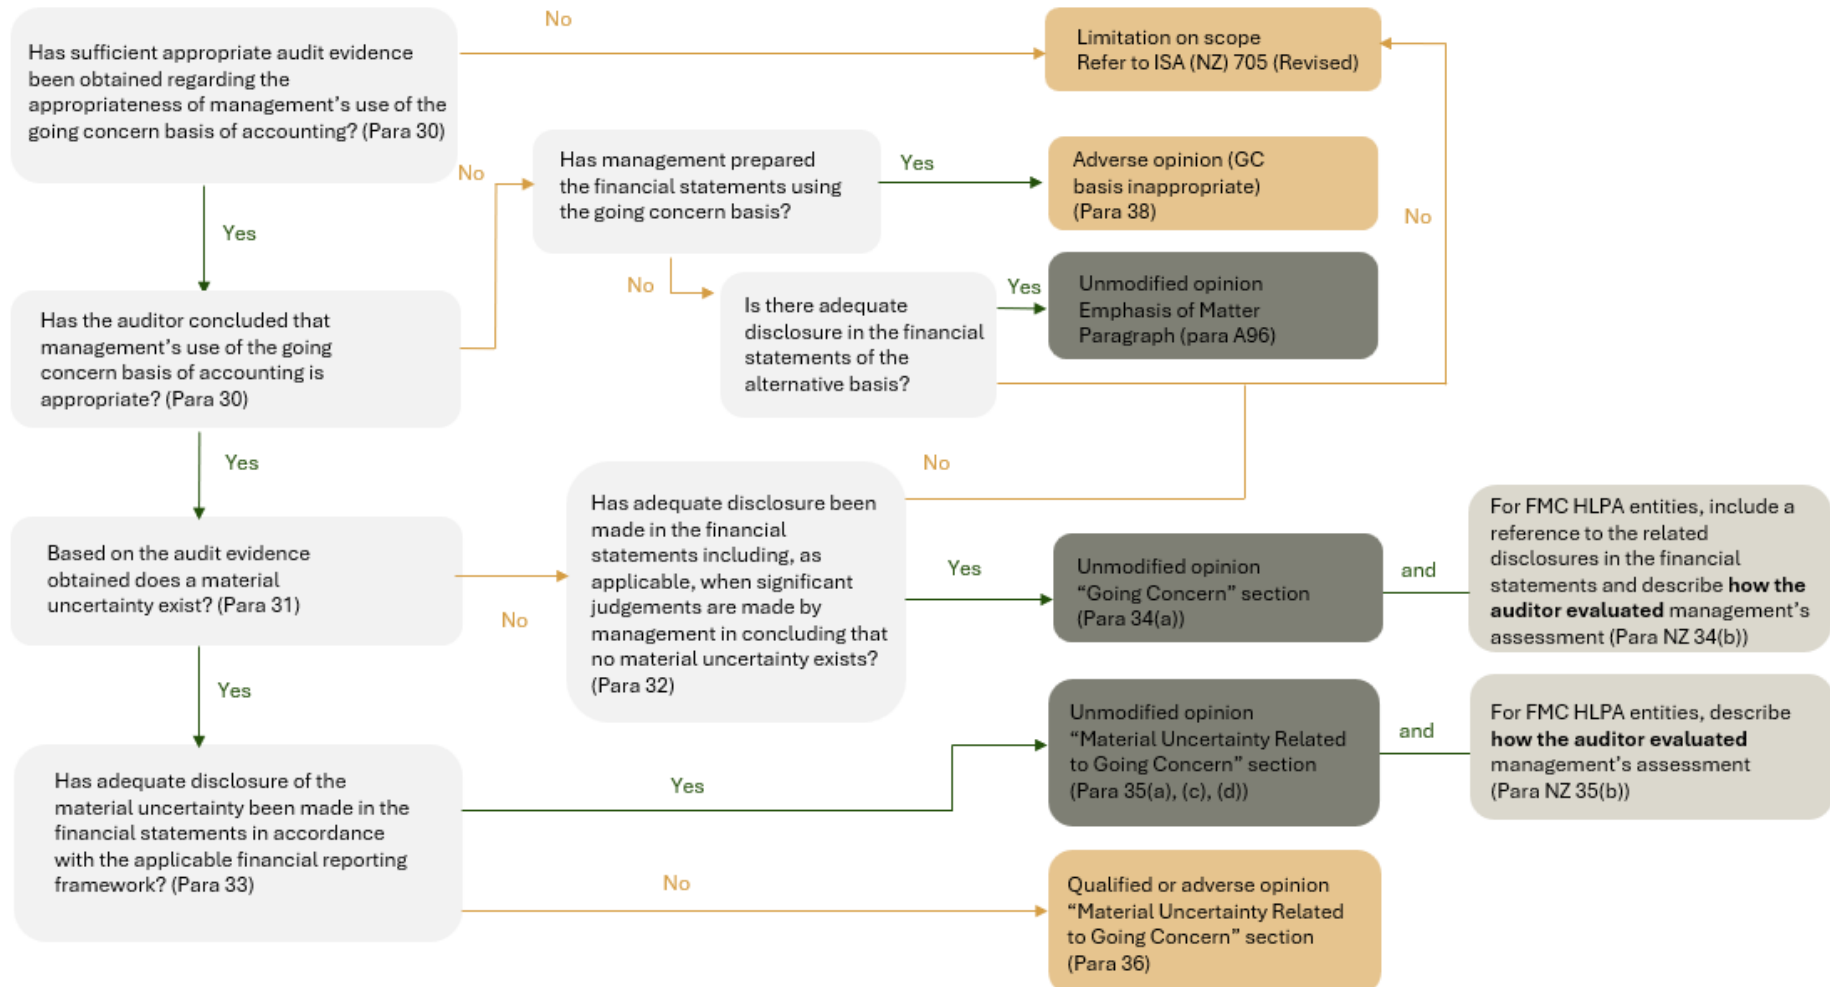 No
Has sufficient appropriate audit evidence
been obtained regarding the
appropriateness of management’s use of the
going concern basis of accounting? (Para 30)
Limitation on scope
Refer to ISA (NZ) 705 (Revised)
No
Has management prepared
the financial statements using
the going concern basis?
Yes
Adverse opinion (GC
basis inappropriate)
(Para 38)
No
Yes
No
Is there adequate
disclosure in the financial
statements of the
alternative basis?
Yes
Unmodified opinion
Emphasis of Matter
Paragraph (para A96)
Has the auditor concluded that
management’s use of the going
concern basis of accounting is
appropriate? (Para 30)
Yes
No
Has adequate disclosure been
made in the financial
statements including, as
applicable, when significant
judgements are made by
management in concluding that
no material uncertainty exists?
(Para 32)
Based on the audit evidence
obtained does a material
uncertainty exist? (Para 31)
No
Yes
Unmodified opinion
“Going Concern” section
(Para 34(a))
and
For FMC HLPA entities, include a
reference to the related
disclosures in the financial
statements and describe how the
auditor evaluated management’s
assessment (Para NZ 34(b))
Yes
Has adequate disclosure of the
material uncertainty been made in the
financial statements in accordance
with the applicable financial reporting
framework? (Para 33)
Yes
Unmodified opinion
“Material Uncertainty Related
to Going Concern” section
(Para 35(a), (c), (d))
and
For FMC HLPA entities, describe
how the auditor evaluated
management’s assessment
(Para NZ 35(b))
No
Qualified or adverse opinion
“Material Uncertainty Related
to Going Concern” section
(Para 36)